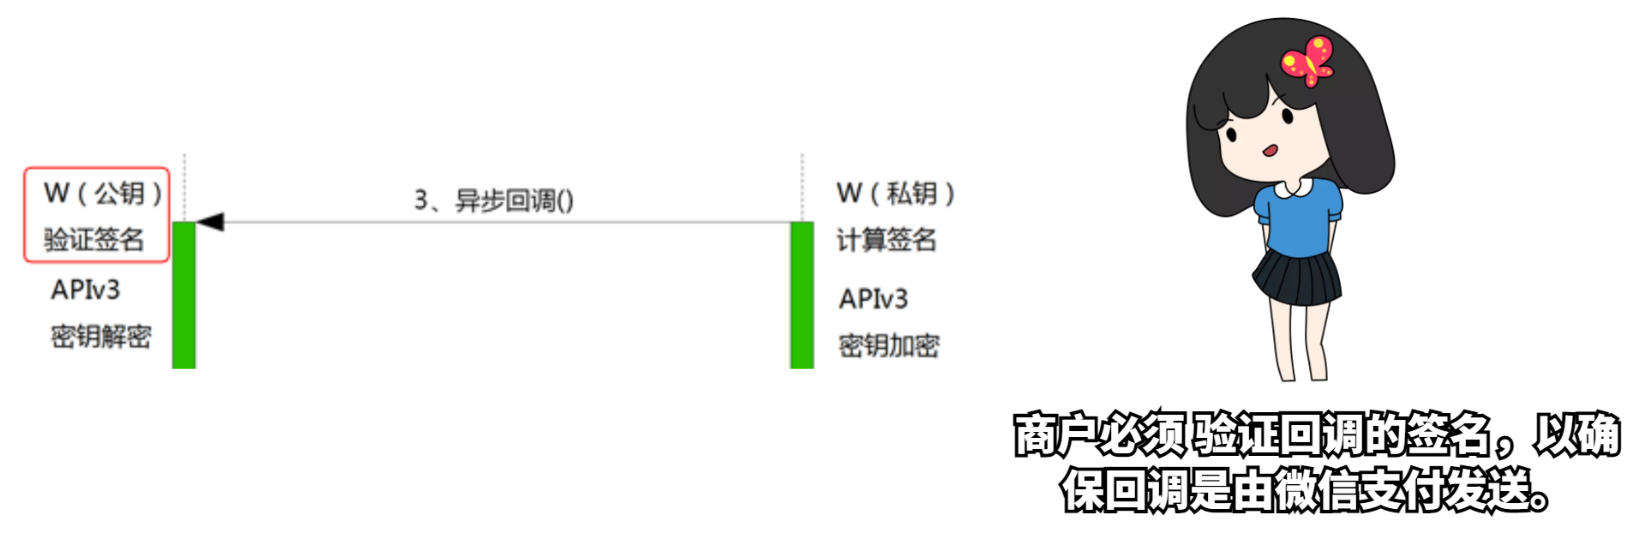 W（公钥）
验证签名
APIv3
密钥解密
3、异步回调()
W（私钥）
计算签名
APIv3
密钥加密
商户必须 验证回调的签名，以确
保回调是由微信支付发送。